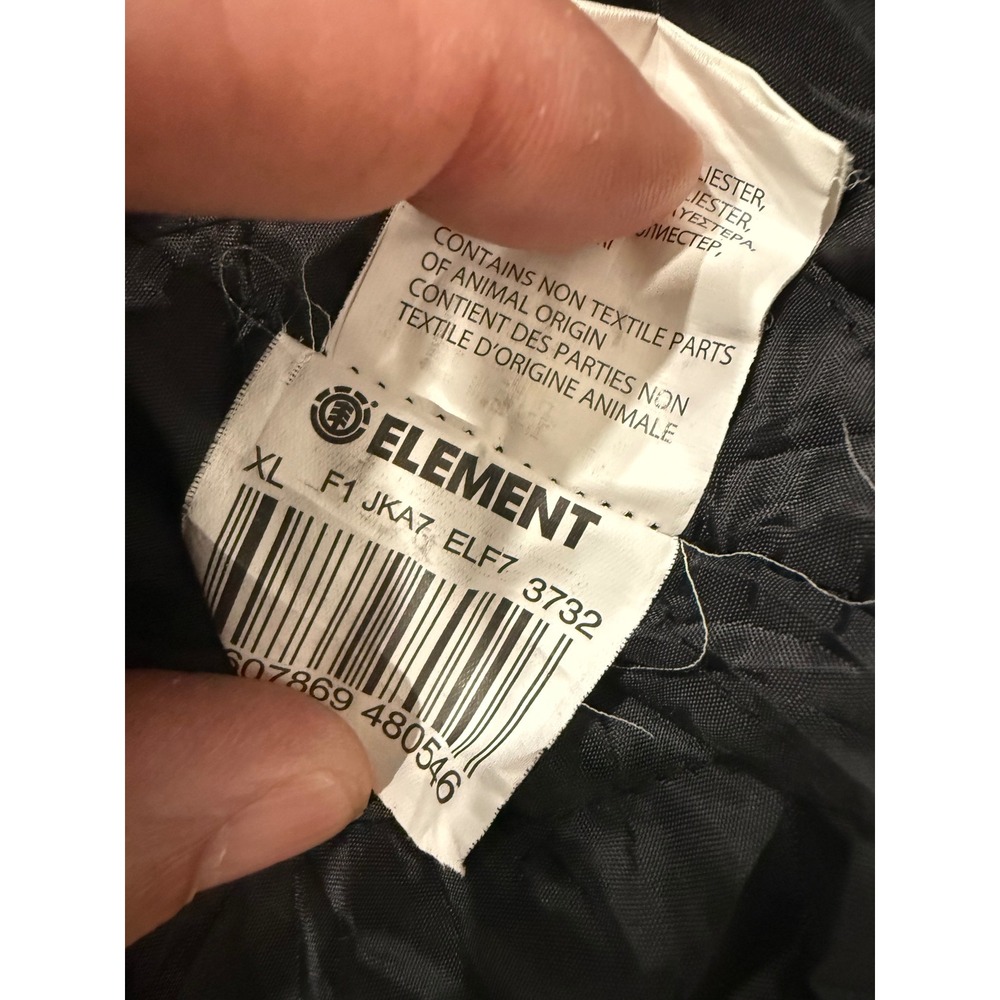 LIESTER,
LIESTER,
ΛΥΕΣΤΕΡΑ,
ОЛИЕСТЕР,
CONTAINS NON TEXTILE PARTS
OF ANIMAL ORIGIN
CONTIENT DES PARTIES NON
TEXTILE D'ORIGINE ANIMALE
ELEMENT
XL F1 JKA7 ELF7 3732
607869 480546